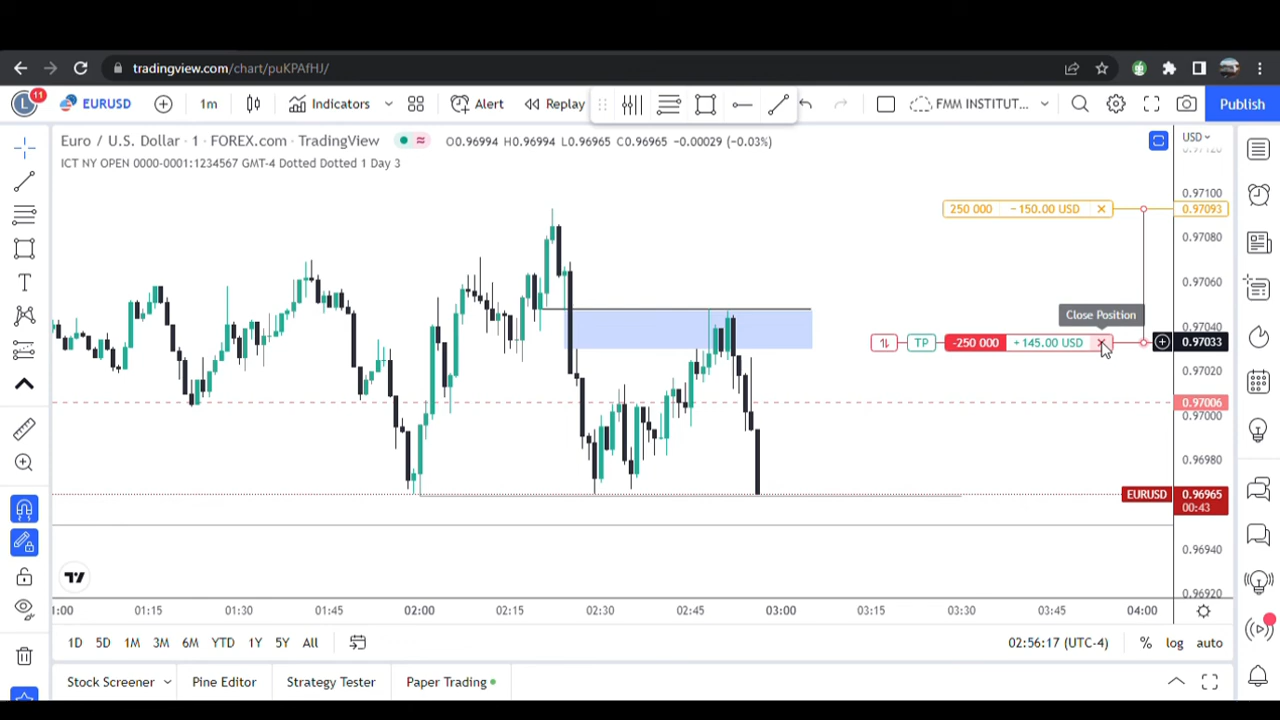 tradingview.com/chart/puKPAfHJ/
L 11 EURUSD 1m Indicators Alert Replay FMM INSTITUT... Publish
Euro / U.S. Dollar · 1 · FOREX.com · TradingView O0.96994 H0.96994 L0.96965 C0.96965 −0.00029 (−0.03%) USD
ICT NY OPEN 0000-0001:1234567 GMT-4 Dotted Dotted 1 Day 3
0.97120
0.97100
250 000 −150.00 USD 0.97093
0.97080
0.97060
Close Position
0.97040
TP -250 000 +145.00 USD 0.97033
0.97020
0.97006
0.97000
0.96980
EURUSD 0.96965
00:43
0.96940
0.96920
1:00 01:15 01:30 01:45 02:00 02:15 02:30 02:45 03:00 03:15 03:30 03:45 04:00
1D 5D 1M 3M 6M YTD 1Y 5Y All 02:56:17 (UTC-4) % log auto
Stock Screener Pine Editor Strategy Tester Paper Trading